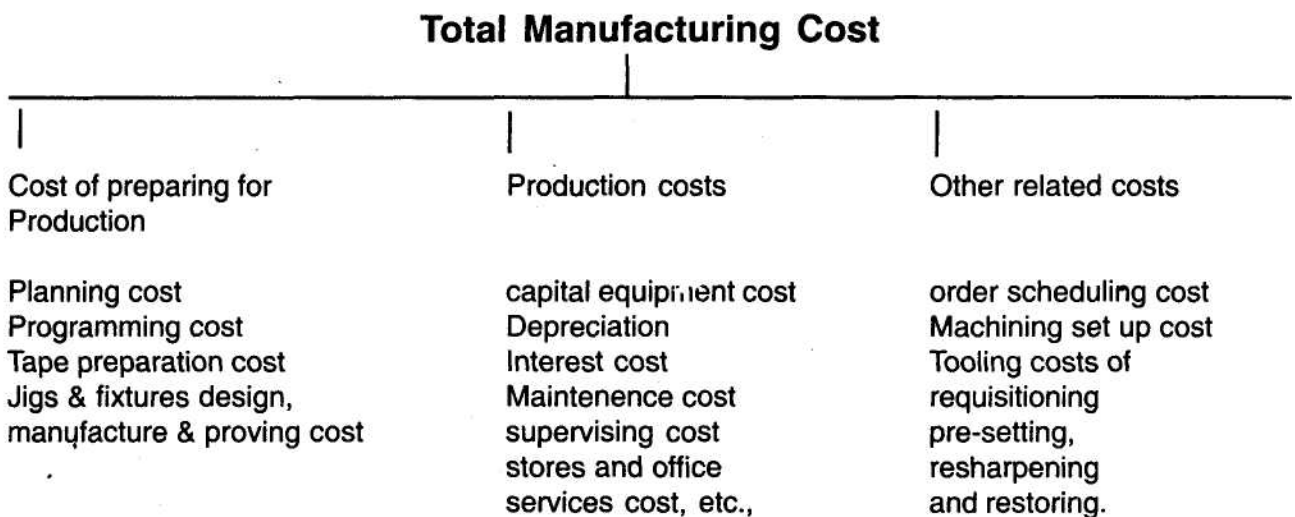 Total Manufacturing Cost
Cost of preparing for
Production
Planning cost
Programming cost
Tape preparation cost
Jigs & fixtures design,
manufacture & proving cost
Production costs
capital equipment cost
Depreciation
Interest cost
Maintenence cost
supervising cost
stores and office
services cost, etc.,
Other related costs
order scheduling cost
Machining set up cost
Tooling costs of
requisitioning
pre-setting,
resharpening
and restoring.